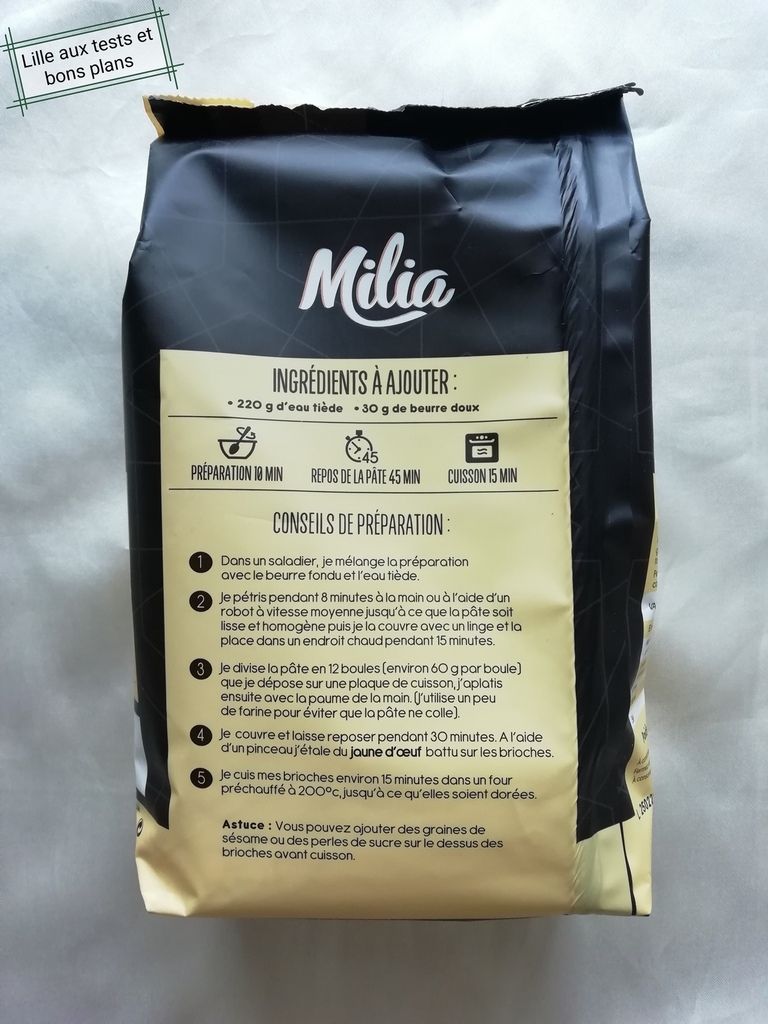 Lille aux tests et
bons plans
Milia
INGRÉDIENTS À AJOUTER :
• 220 g d'eau tiède • 30 g de beurre doux
45
PRÉPARATION 10 MIN REPOS DE LA PÂTE 45 MIN CUISSON 15 MIN
CONSEILS DE PRÉPARATION :
1 Dans un saladier, je mélange la préparation
avec le beurre fondu et l'eau tiède.
2 Je pétris pendant 8 minutes à la main ou à l'aide d'un
robot à vitesse moyenne jusqu'à ce que la pâte soit
lisse et homogène puis je la couvre avec un linge et la
place dans un endroit chaud pendant 15 minutes.
3 Je divise la pâte en 12 boules (environ 60 g par boule)
que je dépose sur une plaque de cuisson, j'aplatis
ensuite avec la paume de la main. (J'utilise un peu
de farine pour éviter que la pâte ne colle).
4 Je couvre et laisse reposer pendant 30 minutes. A l'aide
d'un pinceau j'étale du jaune d'œuf battu sur les brioches.
5 Je cuis mes brioches environ 15 minutes dans un four
préchauffé à 200°c, jusqu'à ce qu'elles soient dorées.
Astuce : Vous pouvez ajouter des graines de
sésame ou des perles de sucre sur le dessus des
brioches avant cuisson.